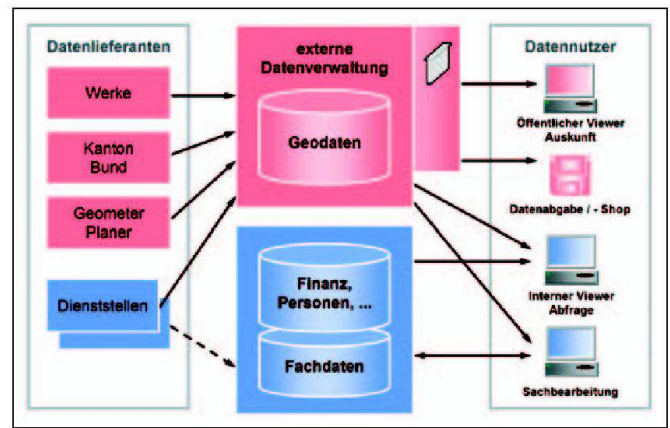 Datenlieferanten
Werke
Kanton
Bund
Geometer
Planer
Dienststellen
externe
Datenverwaltung
Geodaten
Finanz,
Personen, ...
Fachdaten
Datennutzer
Öffentlicher Viewer
Auskunft
Datenabgabe / - Shop
Interner Viewer
Abfrage
Sachbearbeitung